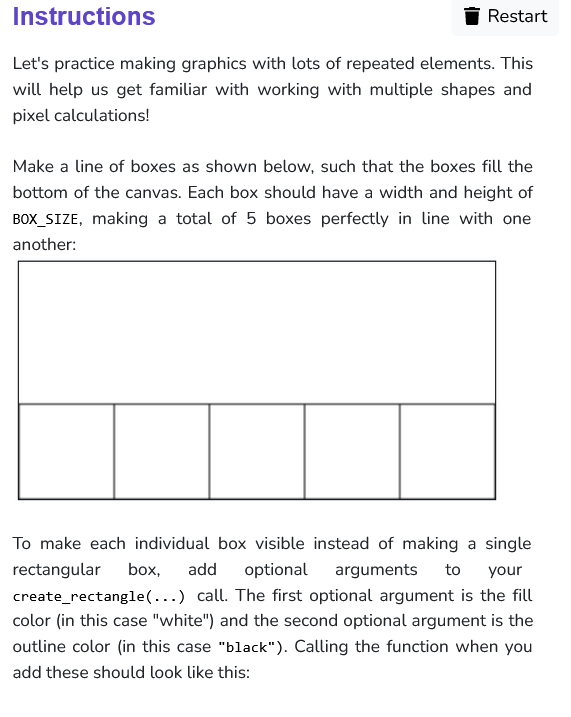 Instructions
Restart
Let's practice making graphics with lots of repeated elements. This
will help us get familiar with working with multiple shapes and
pixel calculations!
Make a line of boxes as shown below, such that the boxes fill the
bottom of the canvas. Each box should have a width and height of
BOX_SIZE, making a total of 5 boxes perfectly in line with one
another:
To make each individual box visible instead of making a single
rectangular box, add optional arguments to your
create_rectangle(...) call. The first optional argument is the fill
color (in this case "white") and the second optional argument is the
outline color (in this case "black"). Calling the function when you
add these should look like this: